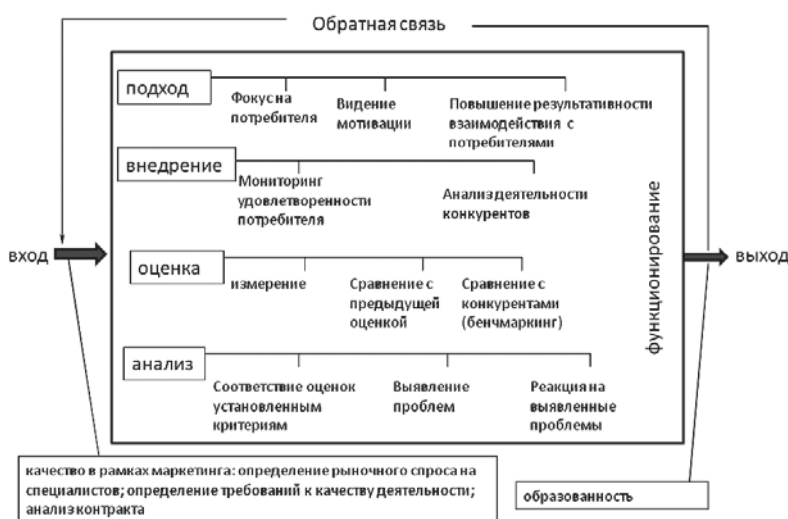 Обратная связь
подход
Фокус на
потребителя
Видение
мотивации
Повышение результативности
взаимодействия с
потребителями
внедрение
Мониторинг
удовлетворенности
потребителя
Анализ деятельности
конкурентов
функционирование
вход
выход
оценка
измерение
Сравнение с
предыдущей
оценкой
Сравнение с
конкурентами
(бенчмаркинг)
анализ
Соответствие оценок
установленным
критериям
Выявление
проблем
Реакция на
выявленные
проблемы
качество в рамках маркетинга: определение рыночного спроса на
специалистов; определение требований к качеству деятельности;
анализ контракта
образованность